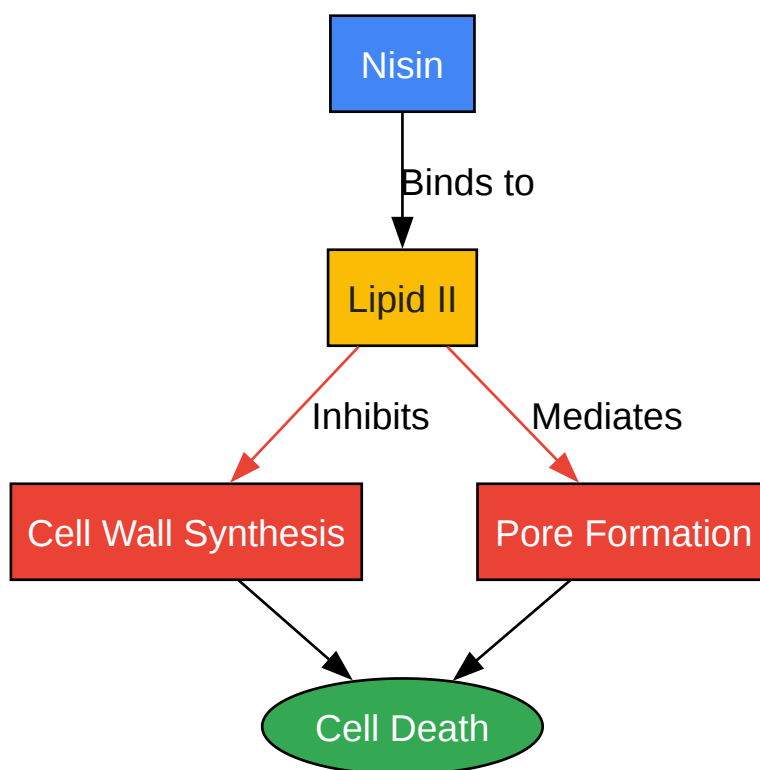 Nisin
Binds to
Lipid II
Inhibits
Mediates
Cell Wall Synthesis
Pore Formation
Cell Death